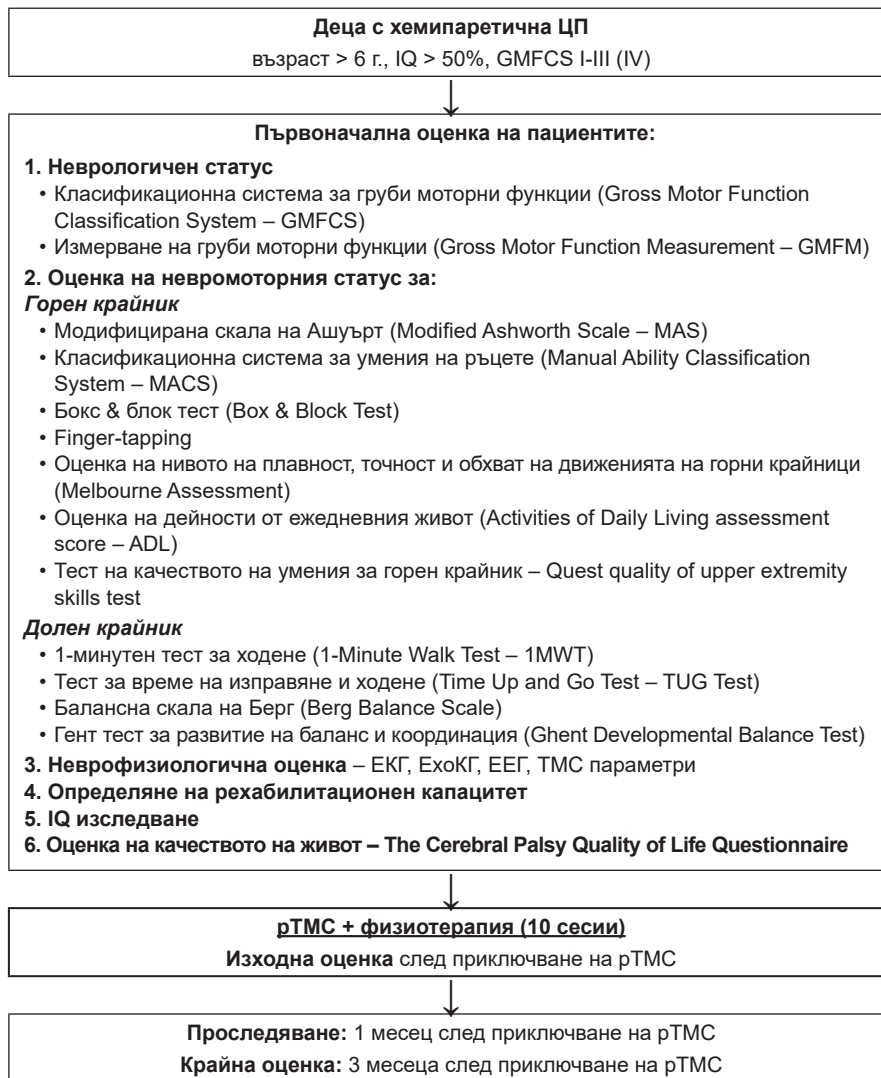 Деца с хемипаретична ЦП
възраст > 6 г., IQ > 50%, GMFCS I-III (IV)
Първоначална оценка на пациентите:
1. Неврологичен статус
• Класификационна система за груби моторни функции (Gross Motor Function
Classification System – GMFCS)
• Измерване на груби моторни функции (Gross Motor Function Measurement – GMFM)
2. Оценка на невромоторния статус за:
Горен крайник
• Модифицирана скала на Ашуърт (Modified Ashworth Scale – MAS)
• Класификационна система за умения на ръцете (Manual Ability Classification
System – MACS)
• Бокс & блок тест (Box & Block Test)
• Finger-tapping
• Оценка на нивото на плавност, точност и обхват на движенията на горни крайници
(Melbourne Assessment)
• Оценка на дейности от ежедневния живот (Activities of Daily Living assessment
score – ADL)
• Тест на качеството на умения за горен крайник – Quest quality of upper extremity
skills test
Долен крайник
• 1-минутен тест за ходене (1-Minute Walk Test – 1MWT)
• Тест за време на изправяне и ходене (Time Up and Go Test – TUG Test)
• Балансна скала на Берг (Berg Balance Scale)
• Гент тест за развитие на баланс и координация (Ghent Developmental Balance Test)
3. Неврофизиологична оценка – ЕКГ, ЕхоКГ, ЕЕГ, ТМС параметри
4. Определяне на рехабилитационен капацитет
5. IQ изследване
6. Оценка на качеството на живот – The Cerebral Palsy Quality of Life Questionnaire
рТМС + физиотерапия (10 сесии)
Изходна оценка след приключване на рТМС
Проследяване: 1 месец след приключване на рТМС
Крайна оценка: 3 месеца след приключване на рТМС